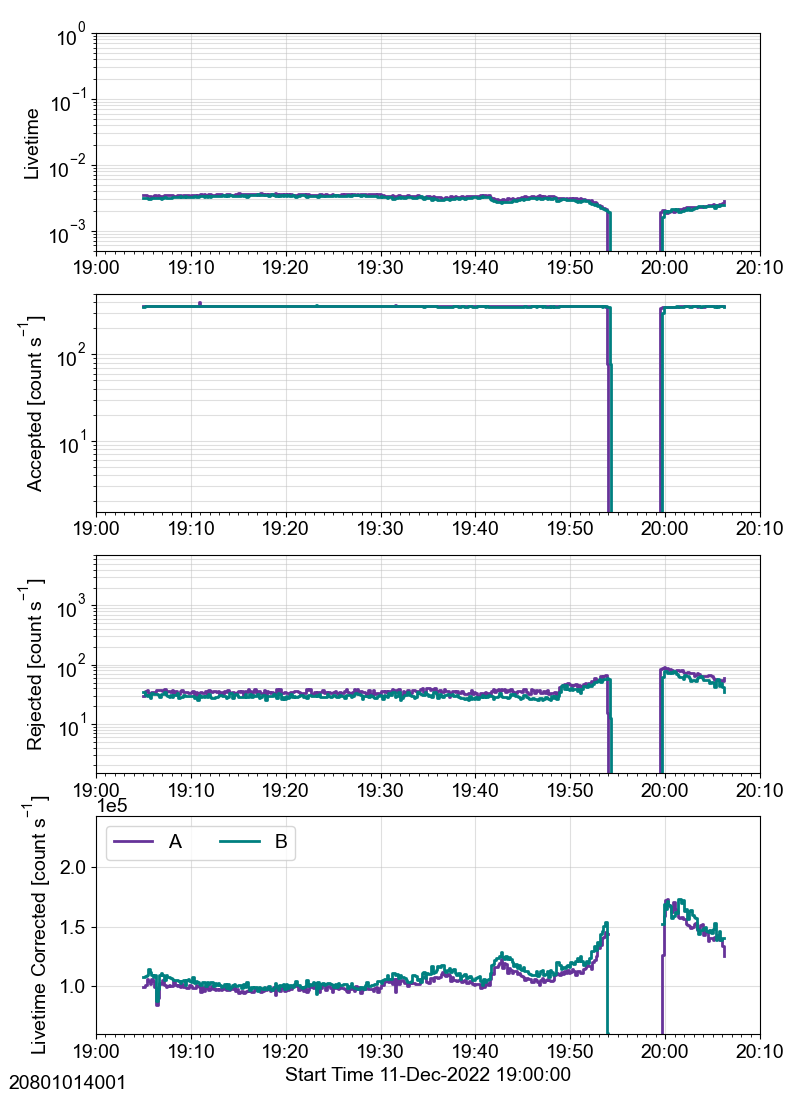 10^0
10^-1
10^-2
10^-3
Livetime
19:00 19:10 19:20 19:30 19:40 19:50 20:00 20:10
10^2
10^1
Accepted [count s^-1]
19:00 19:10 19:20 19:30 19:40 19:50 20:00 20:10
10^3
10^2
10^1
Rejected [count s^-1]
19:00 19:10 19:20 19:30 19:40 19:50 20:00 20:10
1e5
A B
2.0
1.5
1.0
Livetime Corrected [count s^-1]
19:00 19:10 19:20 19:30 19:40 19:50 20:00 20:10
Start Time 11-Dec-2022 19:00:00
20801014001